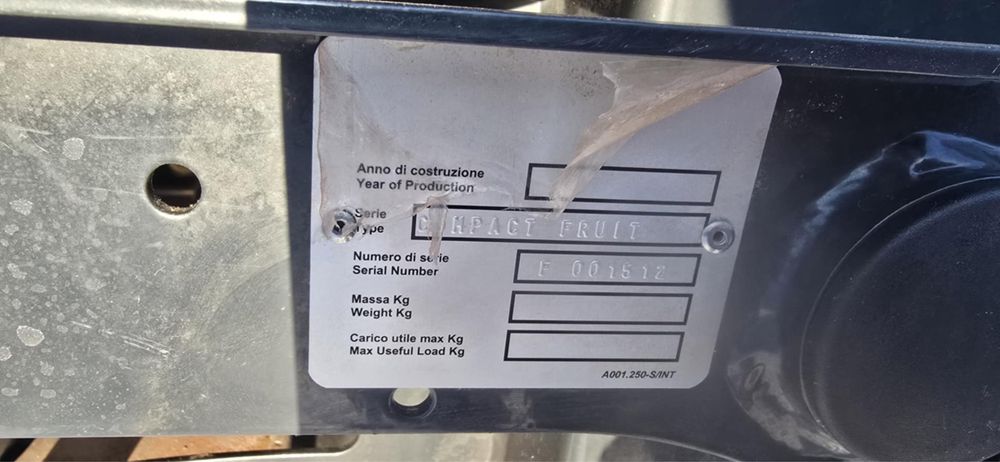 Anno di costruzione
Year of Production
Serie
Type
COMPACT FRUIT
Numero di serie
Serial Number
F 001512
Massa Kg
Weight Kg
Carico utile max Kg
Max Useful Load Kg
A001.250-S/INT